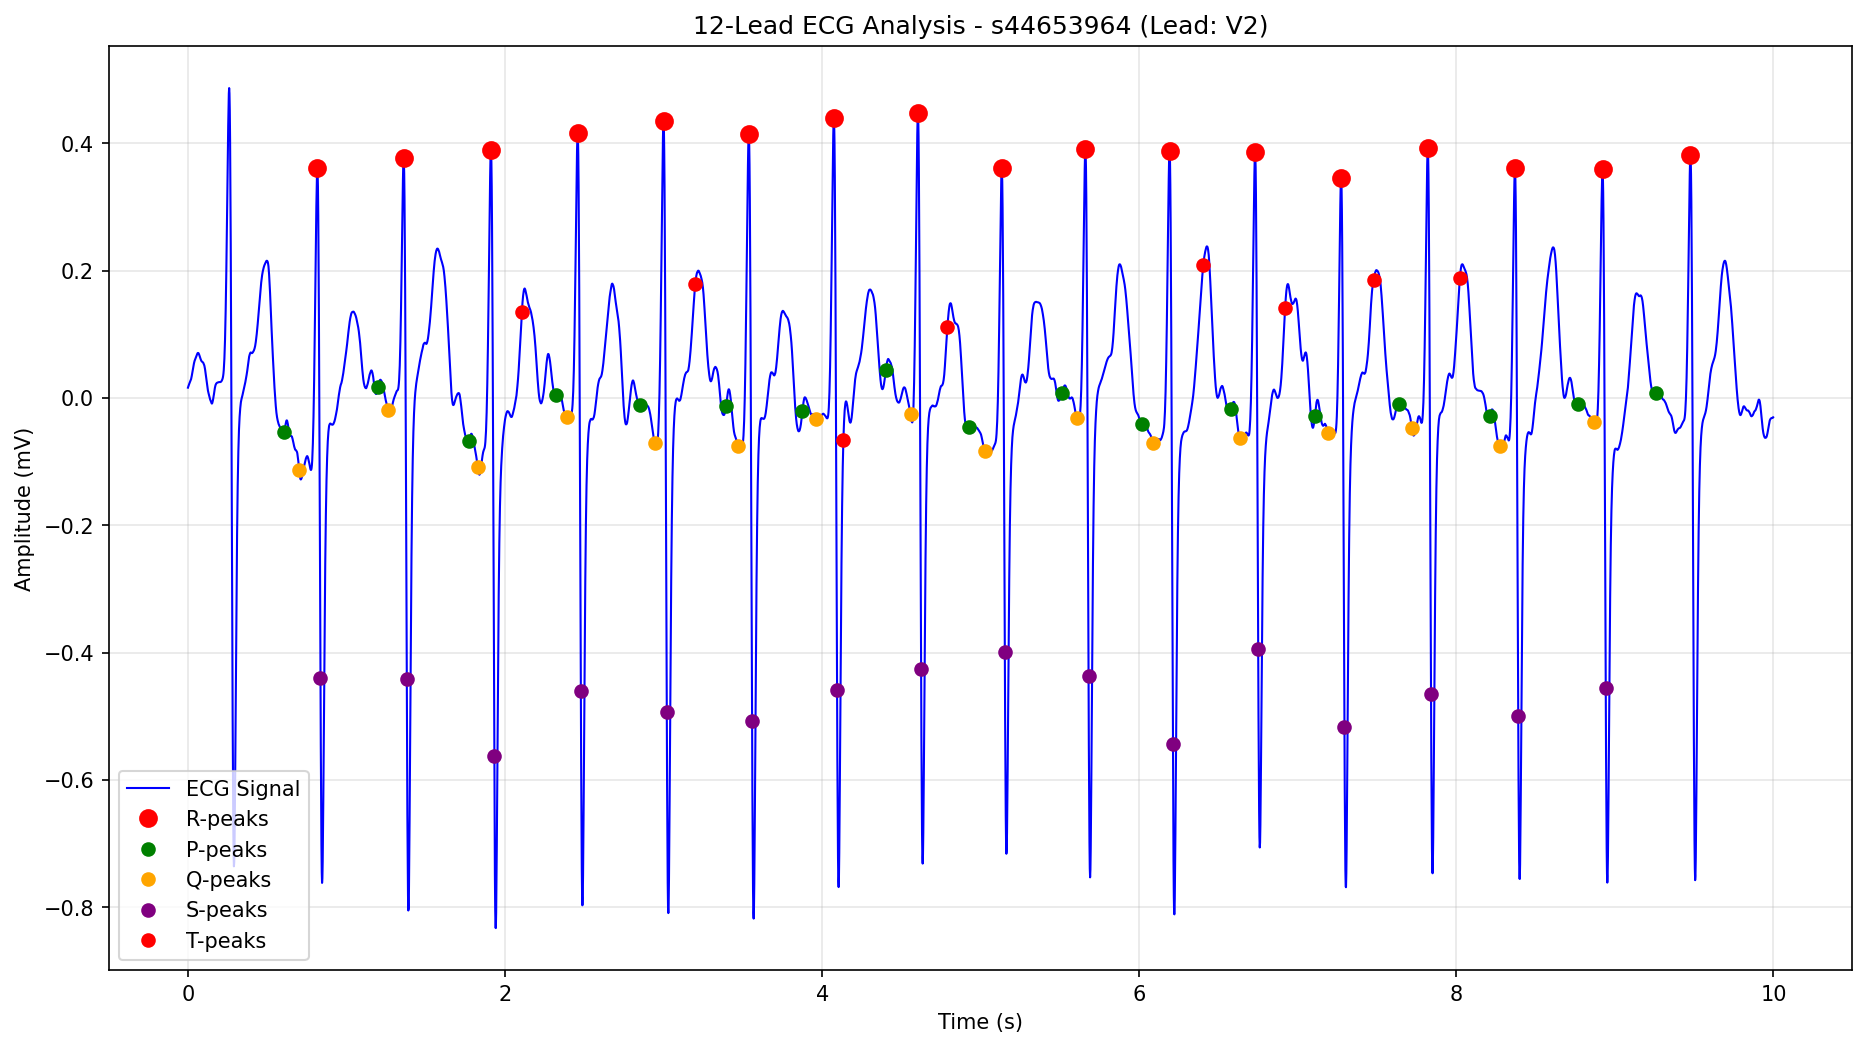 12-Lead ECG Analysis - s44653964 (Lead: V2)
Amplitude (mV)
0.4
0.2
0.0
−0.2
−0.4
−0.6
−0.8
ECG Signal
R-peaks
P-peaks
Q-peaks
S-peaks
T-peaks
0 2 4 6 8 10
Time (s)